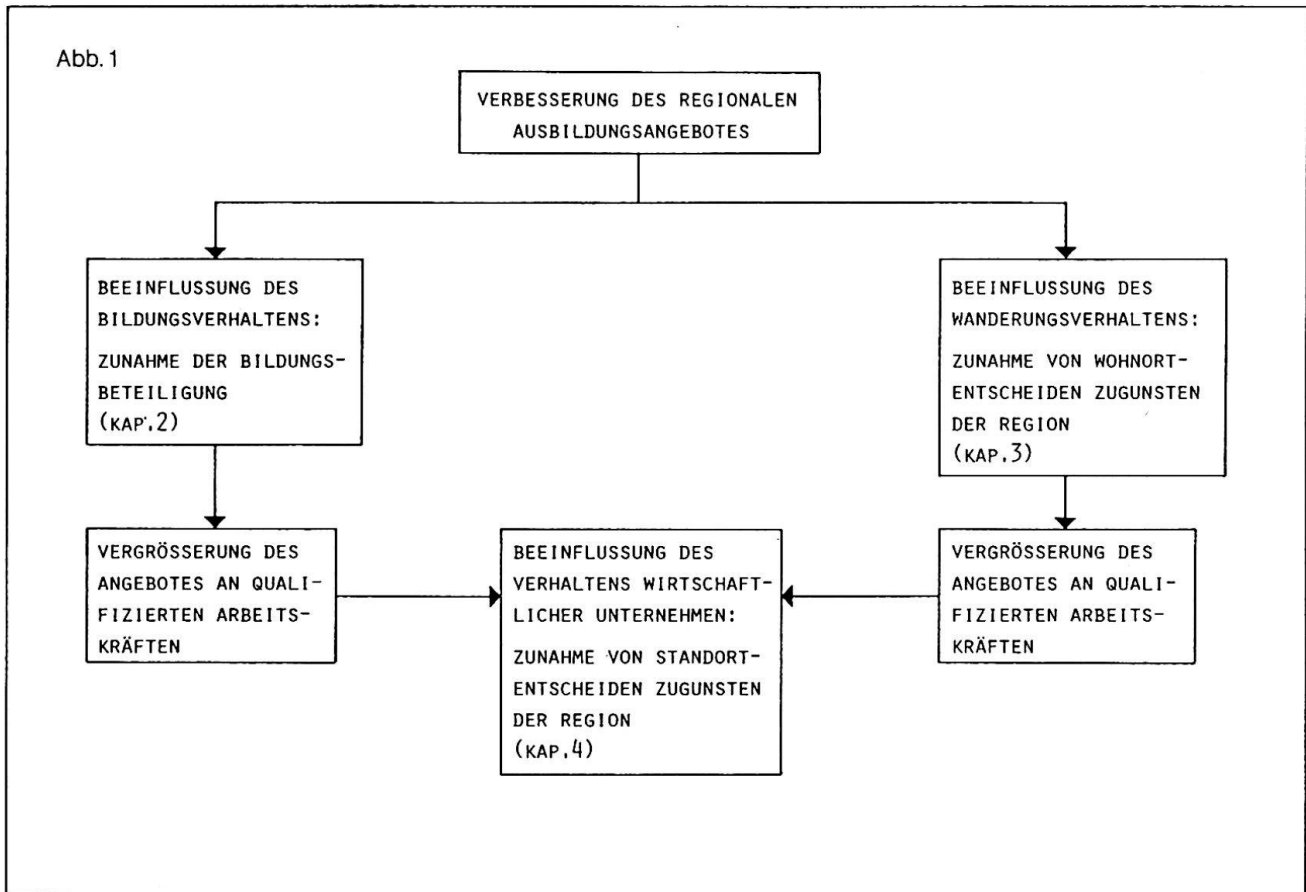 Abb. 1
VERBESSERUNG DES REGIONALEN
AUSBILDUNGSANGEBOTES
BEEINFLUSSUNG DES
BILDUNGSVERHALTENS:
ZUNAHME DER BILDUNGS-
BETEILIGUNG
(KAP. 2)
BEEINFLUSSUNG DES
WANDERUNGSVERHALTENS:
ZUNAHME VON WOHNORT-
ENTSCHEIDEN ZUGUNSTEN
DER REGION
(KAP. 3)
VERGRÖSSERUNG DES
ANGEBOTES AN QUALI-
FIZIERTEN ARBEITS-
KRÄFTEN
BEEINFLUSSUNG DES
VERHALTENS WIRTSCHAFT-
LICHER UNTERNEHMEN:
ZUNAHME VON STANDORT-
ENTSCHEIDEN ZUGUNSTEN
DER REGION
(KAP. 4)
VERGRÖSSERUNG DES
ANGEBOTES AN QUALI-
FIZIERTEN ARBEITS-
KRÄFTEN